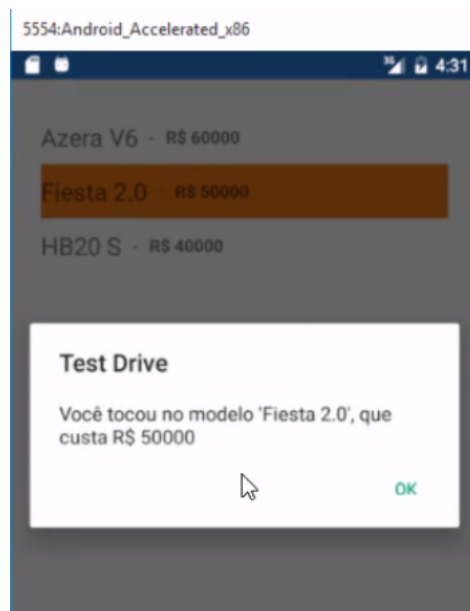 5554:Android_Accelerated_x86
3G 4:31
Azera V6 - R$ 60000
Fiesta 2.0 - R$ 50000
HB20 S - R$ 40000
Test Drive
Você tocou no modelo 'Fiesta 2.0', que
custa R$ 50000
OK